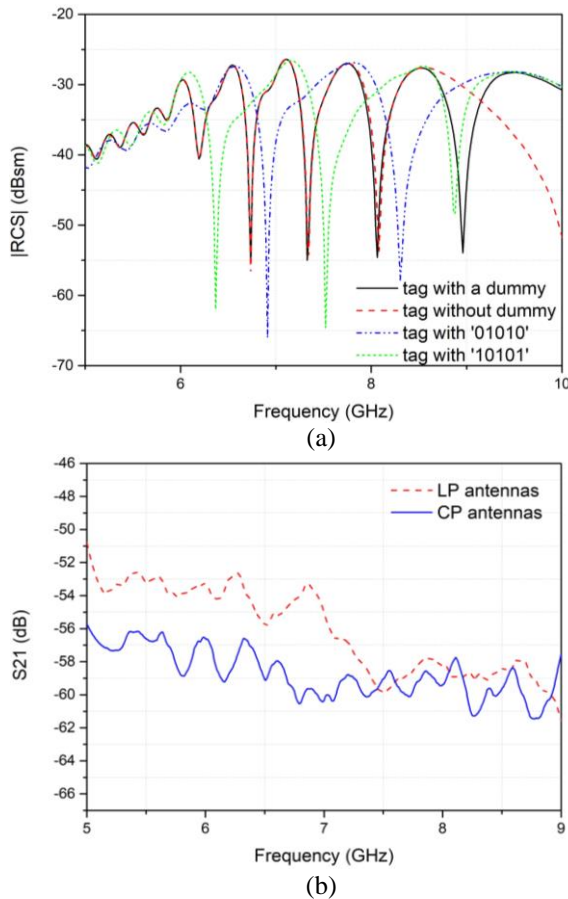 -20
-30
-40
-50
-60
-70
|RCS| (dBsm)
tag with a dummy
tag without dummy
tag with '01010'
tag with '10101'
6 7 8 9 10
Frequency (GHz)
(a)
-46
-48
-50
-52
-54
-56
-58
-60
-62
-64
-66
S21 (dB)
LP antennas
CP antennas
5 6 7 8 9
Frequency (GHz)
(b)